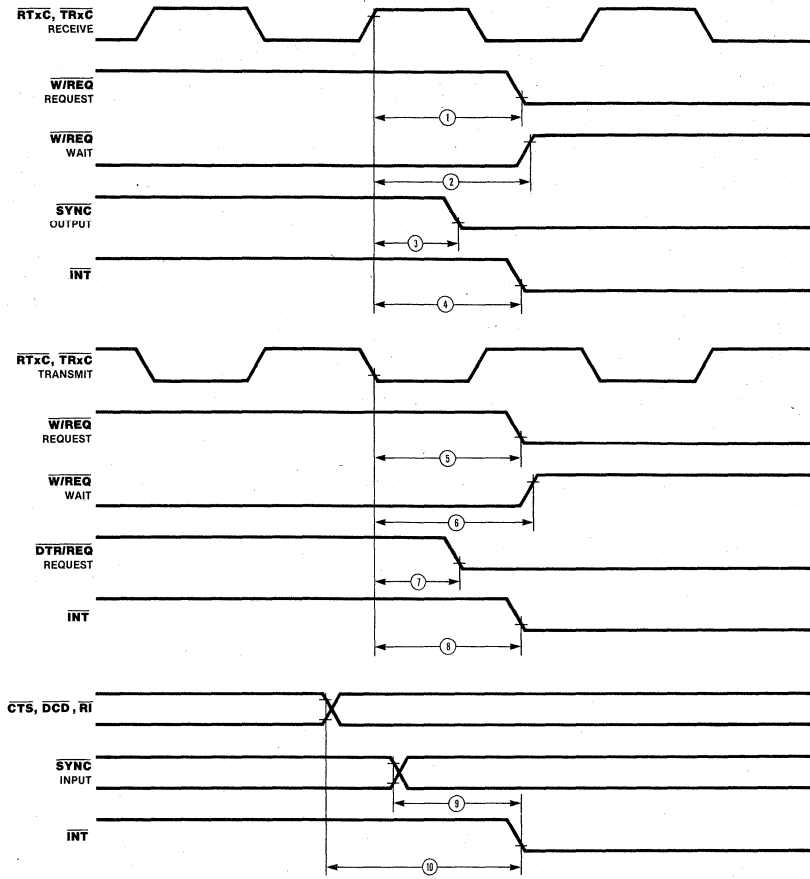 RTxC, TRxC
RECEIVE
W/REQ
REQUEST
1
W/REQ
WAIT
2
SYNC
OUTPUT
3
INT
4
RTxC, TRxC
TRANSMIT
W/REQ
REQUEST
5
W/REQ
WAIT
6
DTR/REQ
REQUEST
7
INT
8
CTS, DCD, RI
SYNC
INPUT
9
INT
10